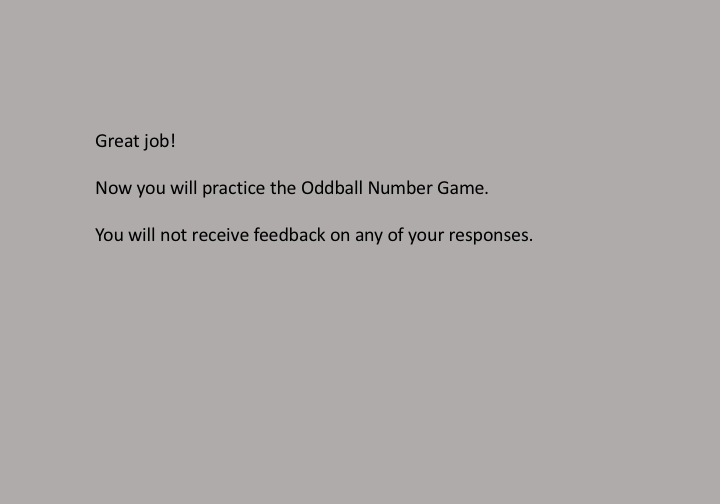 Great job!
Now you will practice the Oddball Number Game.
You will not receive feedback on any of your responses.